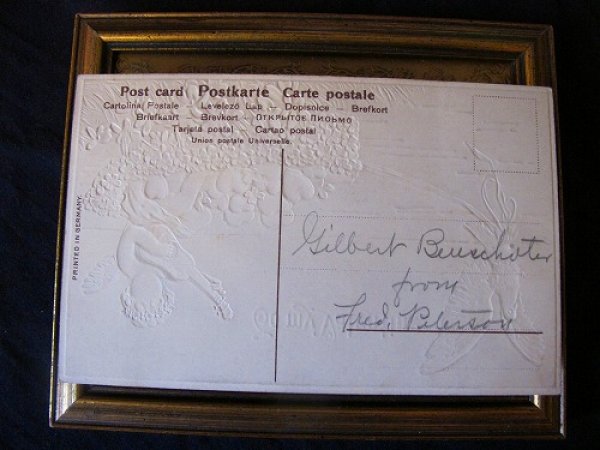 Post card Postkarte Carte postale
Cartolina Postale - Levelező Lap - Dopisnice - Brefkort
Briefkaart - Brevkort - ОТКРЫТОЕ ПИСЬМО
Tarjeta postal Cartao postal
Union postale Universelle.
PRINTED IN GERMANY.
Gilbert
from
Fred. Peterson